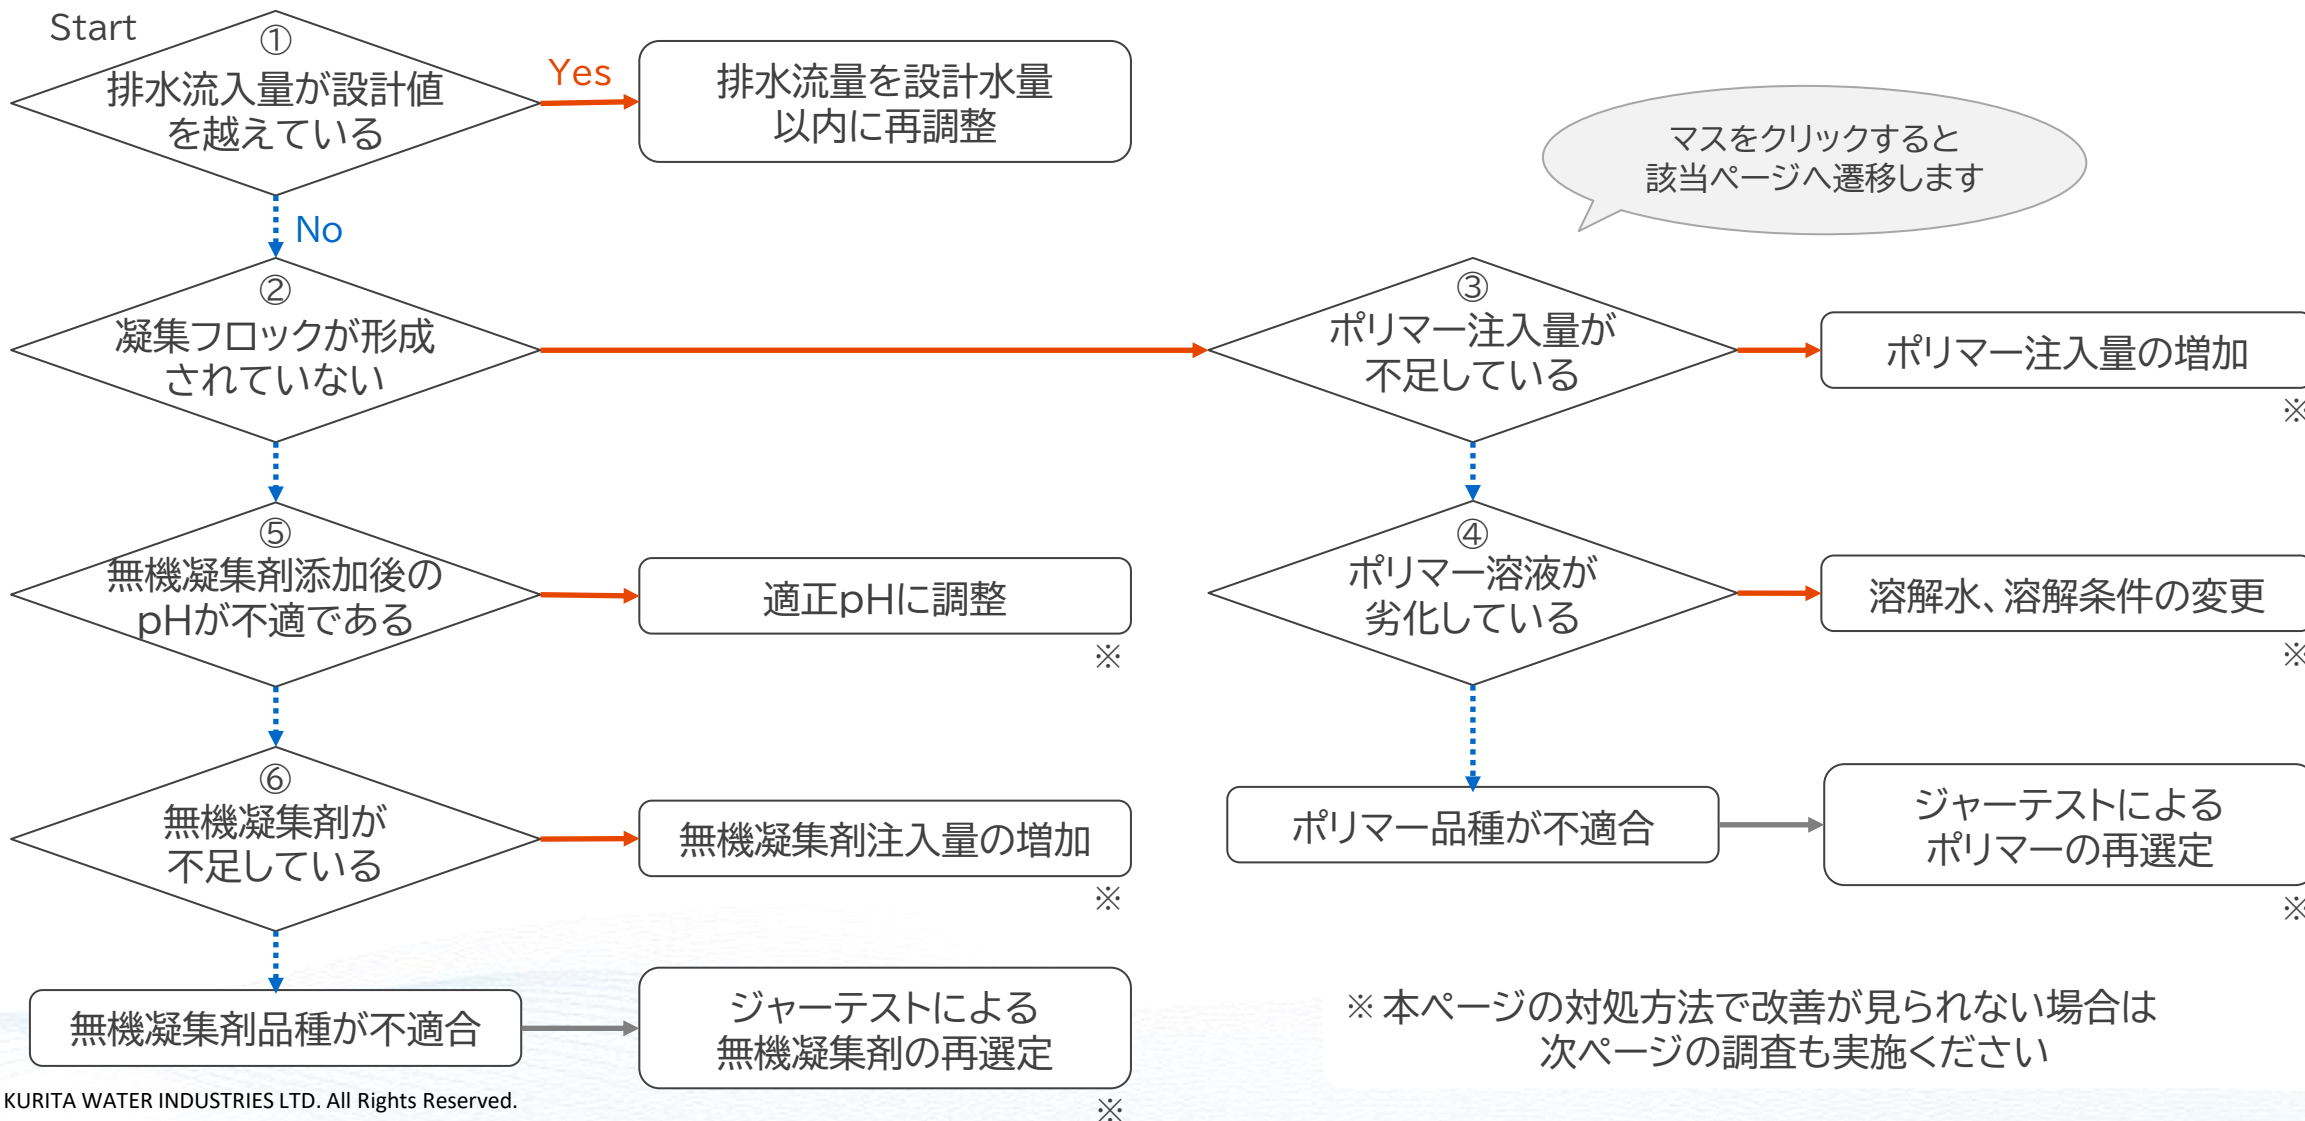 Start
①
排水流入量が設計値
を越えている
Yes
排水流量を設計水量
以内に再調整
マスをクリックすると
該当ページへ遷移します
No
②
凝集フロックが形成
されていない
③
ポリマー注入量が
不足している
ポリマー注入量の増加
※
⑤
無機凝集剤添加後の
pHが不適である
適正pHに調整
※
④
ポリマー溶液が
劣化している
溶解水、溶解条件の変更
※
⑥
無機凝集剤が
不足している
無機凝集剤注入量の増加
※
ポリマー品種が不適合
ジャーテストによる
ポリマーの再選定
※
無機凝集剤品種が不適合
ジャーテストによる
無機凝集剤の再選定
※
※ 本ページの対処方法で改善が見られない場合は
次ページの調査も実施ください
KURITA WATER INDUSTRIES LTD. All Rights Reserved.